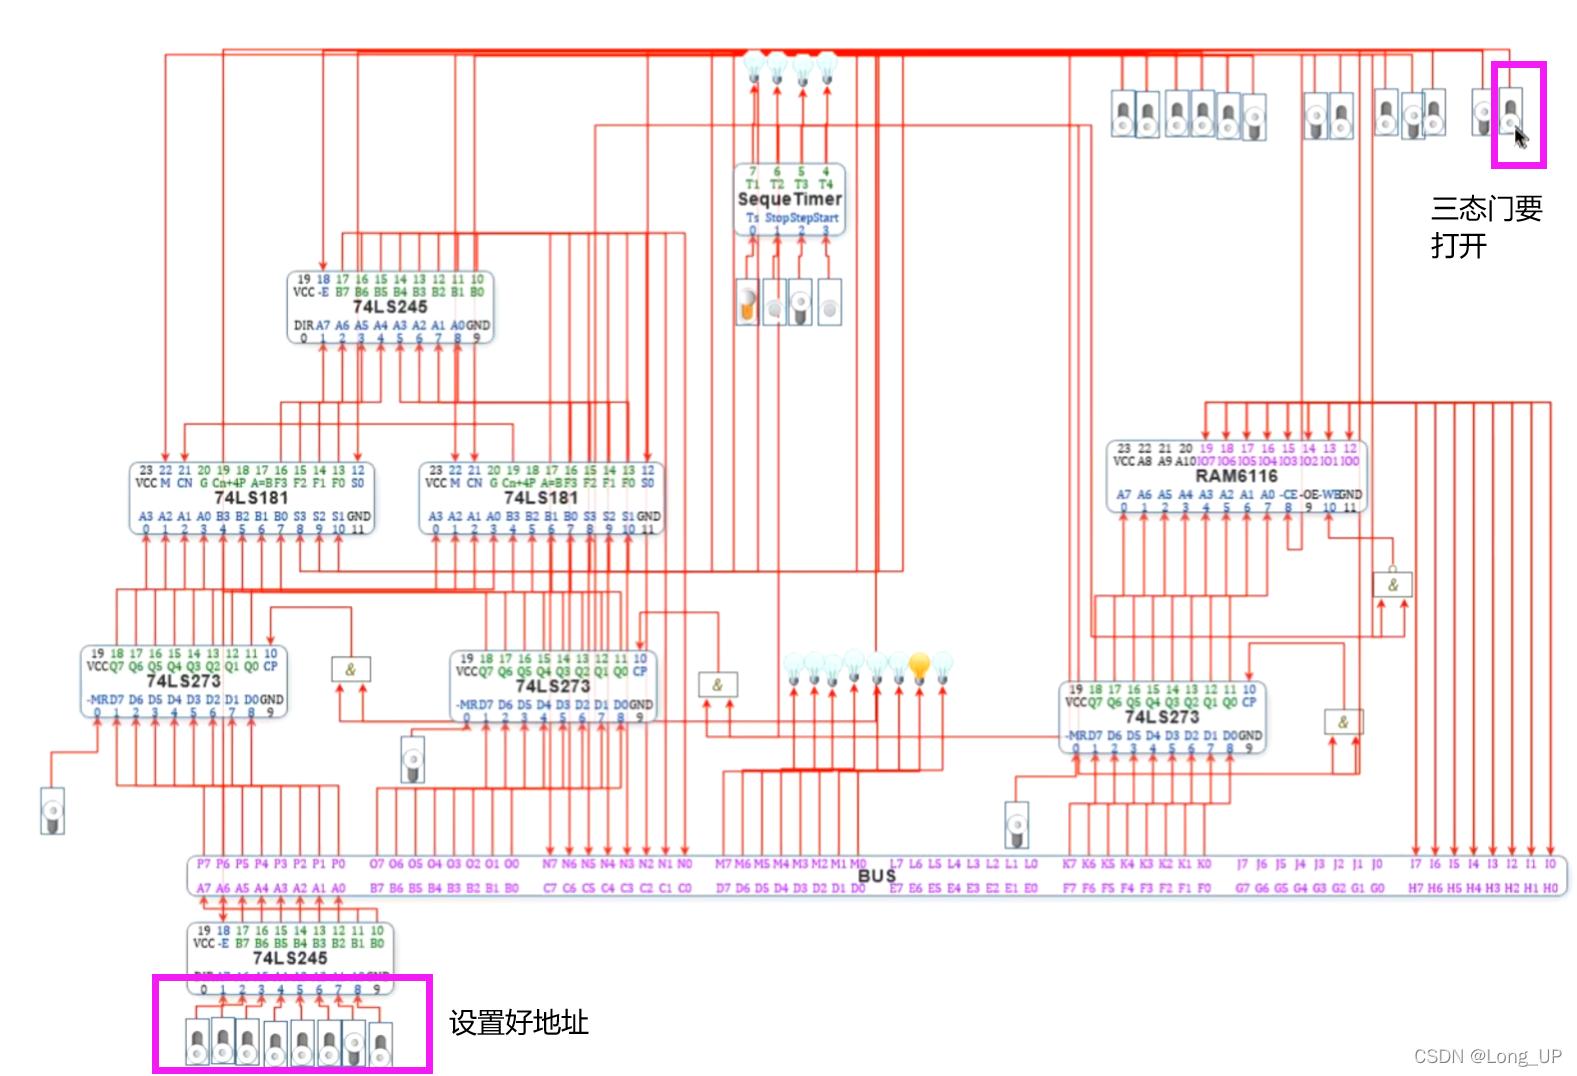 7 6 5 4
T1 T2 T3 T4
SequeTimer
Ts Stop Step Start
0 1 2 3
三态门要
打开
19 18 17 16 15 14 13 12 11 10
VCC -E B7 B6 B5 B4 B3 B2 B1 B0
74LS245
DIR A7 A6 A5 A4 A3 A2 A1 A0 GND
0 1 2 3 4 5 6 7 8 9
23 22 21 20 19 18 17 16 15 14 13 12
VCC M CN G Cn+4 P A=B F3 F2 F1 F0 S0
74LS181
A3 A2 A1 A0 B3 B2 B1 B0 S3 S2 S1 GND
0 1 2 3 4 5 6 7 8 9 10 11
23 22 21 20 19 18 17 16 15 14 13 12
VCC M CN G Cn+4 P A=B F3 F2 F1 F0 S0
74LS181
A3 A2 A1 A0 B3 B2 B1 B0 S3 S2 S1 GND
0 1 2 3 4 5 6 7 8 9 10 11
23 22 21 20 19 18 17 16 15 14 13 12
VCC A8 A9 A10 IO7 IO6 IO5 IO4 IO3 IO2 IO1 IO0
RAM6116
A7 A6 A5 A4 A3 A2 A1 A0 -CE -OE -WE GND
0 1 2 3 4 5 6 7 8 9 10 11
&
19 18 17 16 15 14 13 12 11 10
VCC Q7 Q6 Q5 Q4 Q3 Q2 Q1 Q0 CP
74LS273
-MR D7 D6 D5 D4 D3 D2 D1 D0 GND
0 1 2 3 4 5 6 7 8 9
&
19 18 17 16 15 14 13 12 11 10
VCC Q7 Q6 Q5 Q4 Q3 Q2 Q1 Q0 CP
74LS273
-MR D7 D6 D5 D4 D3 D2 D1 D0 GND
0 1 2 3 4 5 6 7 8 9
&
19 18 17 16 15 14 13 12 11 10
VCC Q7 Q6 Q5 Q4 Q3 Q2 Q1 Q0 CP
74LS273
-MR D7 D6 D5 D4 D3 D2 D1 D0 GND
0 1 2 3 4 5 6 7 8 9
&
P7 P6 P5 P4 P3 P2 P1 P0 O7 O6 O5 O4 O3 O2 O1 O0 N7 N6 N5 N4 N3 N2 N1 N0 M7 M6 M5 M4 M3 M2 M1 M0 L7 L6 L5 L4 L3 L2 L1 L0 K7 K6 K5 K4 K3 K2 K1 K0 J7 J6 J5 J4 J3 J2 J1 J0 I7 I6 I5 I4 I3 I2 I1 I0
BUS
A7 A6 A5 A4 A3 A2 A1 A0 B7 B6 B5 B4 B3 B2 B1 B0 C7 C6 C5 C4 C3 C2 C1 C0 D7 D6 D5 D4 D3 D2 D1 D0 E7 E6 E5 E4 E3 E2 E1 E0 F7 F6 F5 F4 F3 F2 F1 F0 G7 G6 G5 G4 G3 G2 G1 G0 H7 H6 H5 H4 H3 H2 H1 H0
19 18 17 16 15 14 13 12 11 10
VCC -E B7 B6 B5 B4 B3 B2 B1 B0
74LS245
0 1 2 3 4 5 6 7 8 9
设置好地址
CSDN @Long_UP